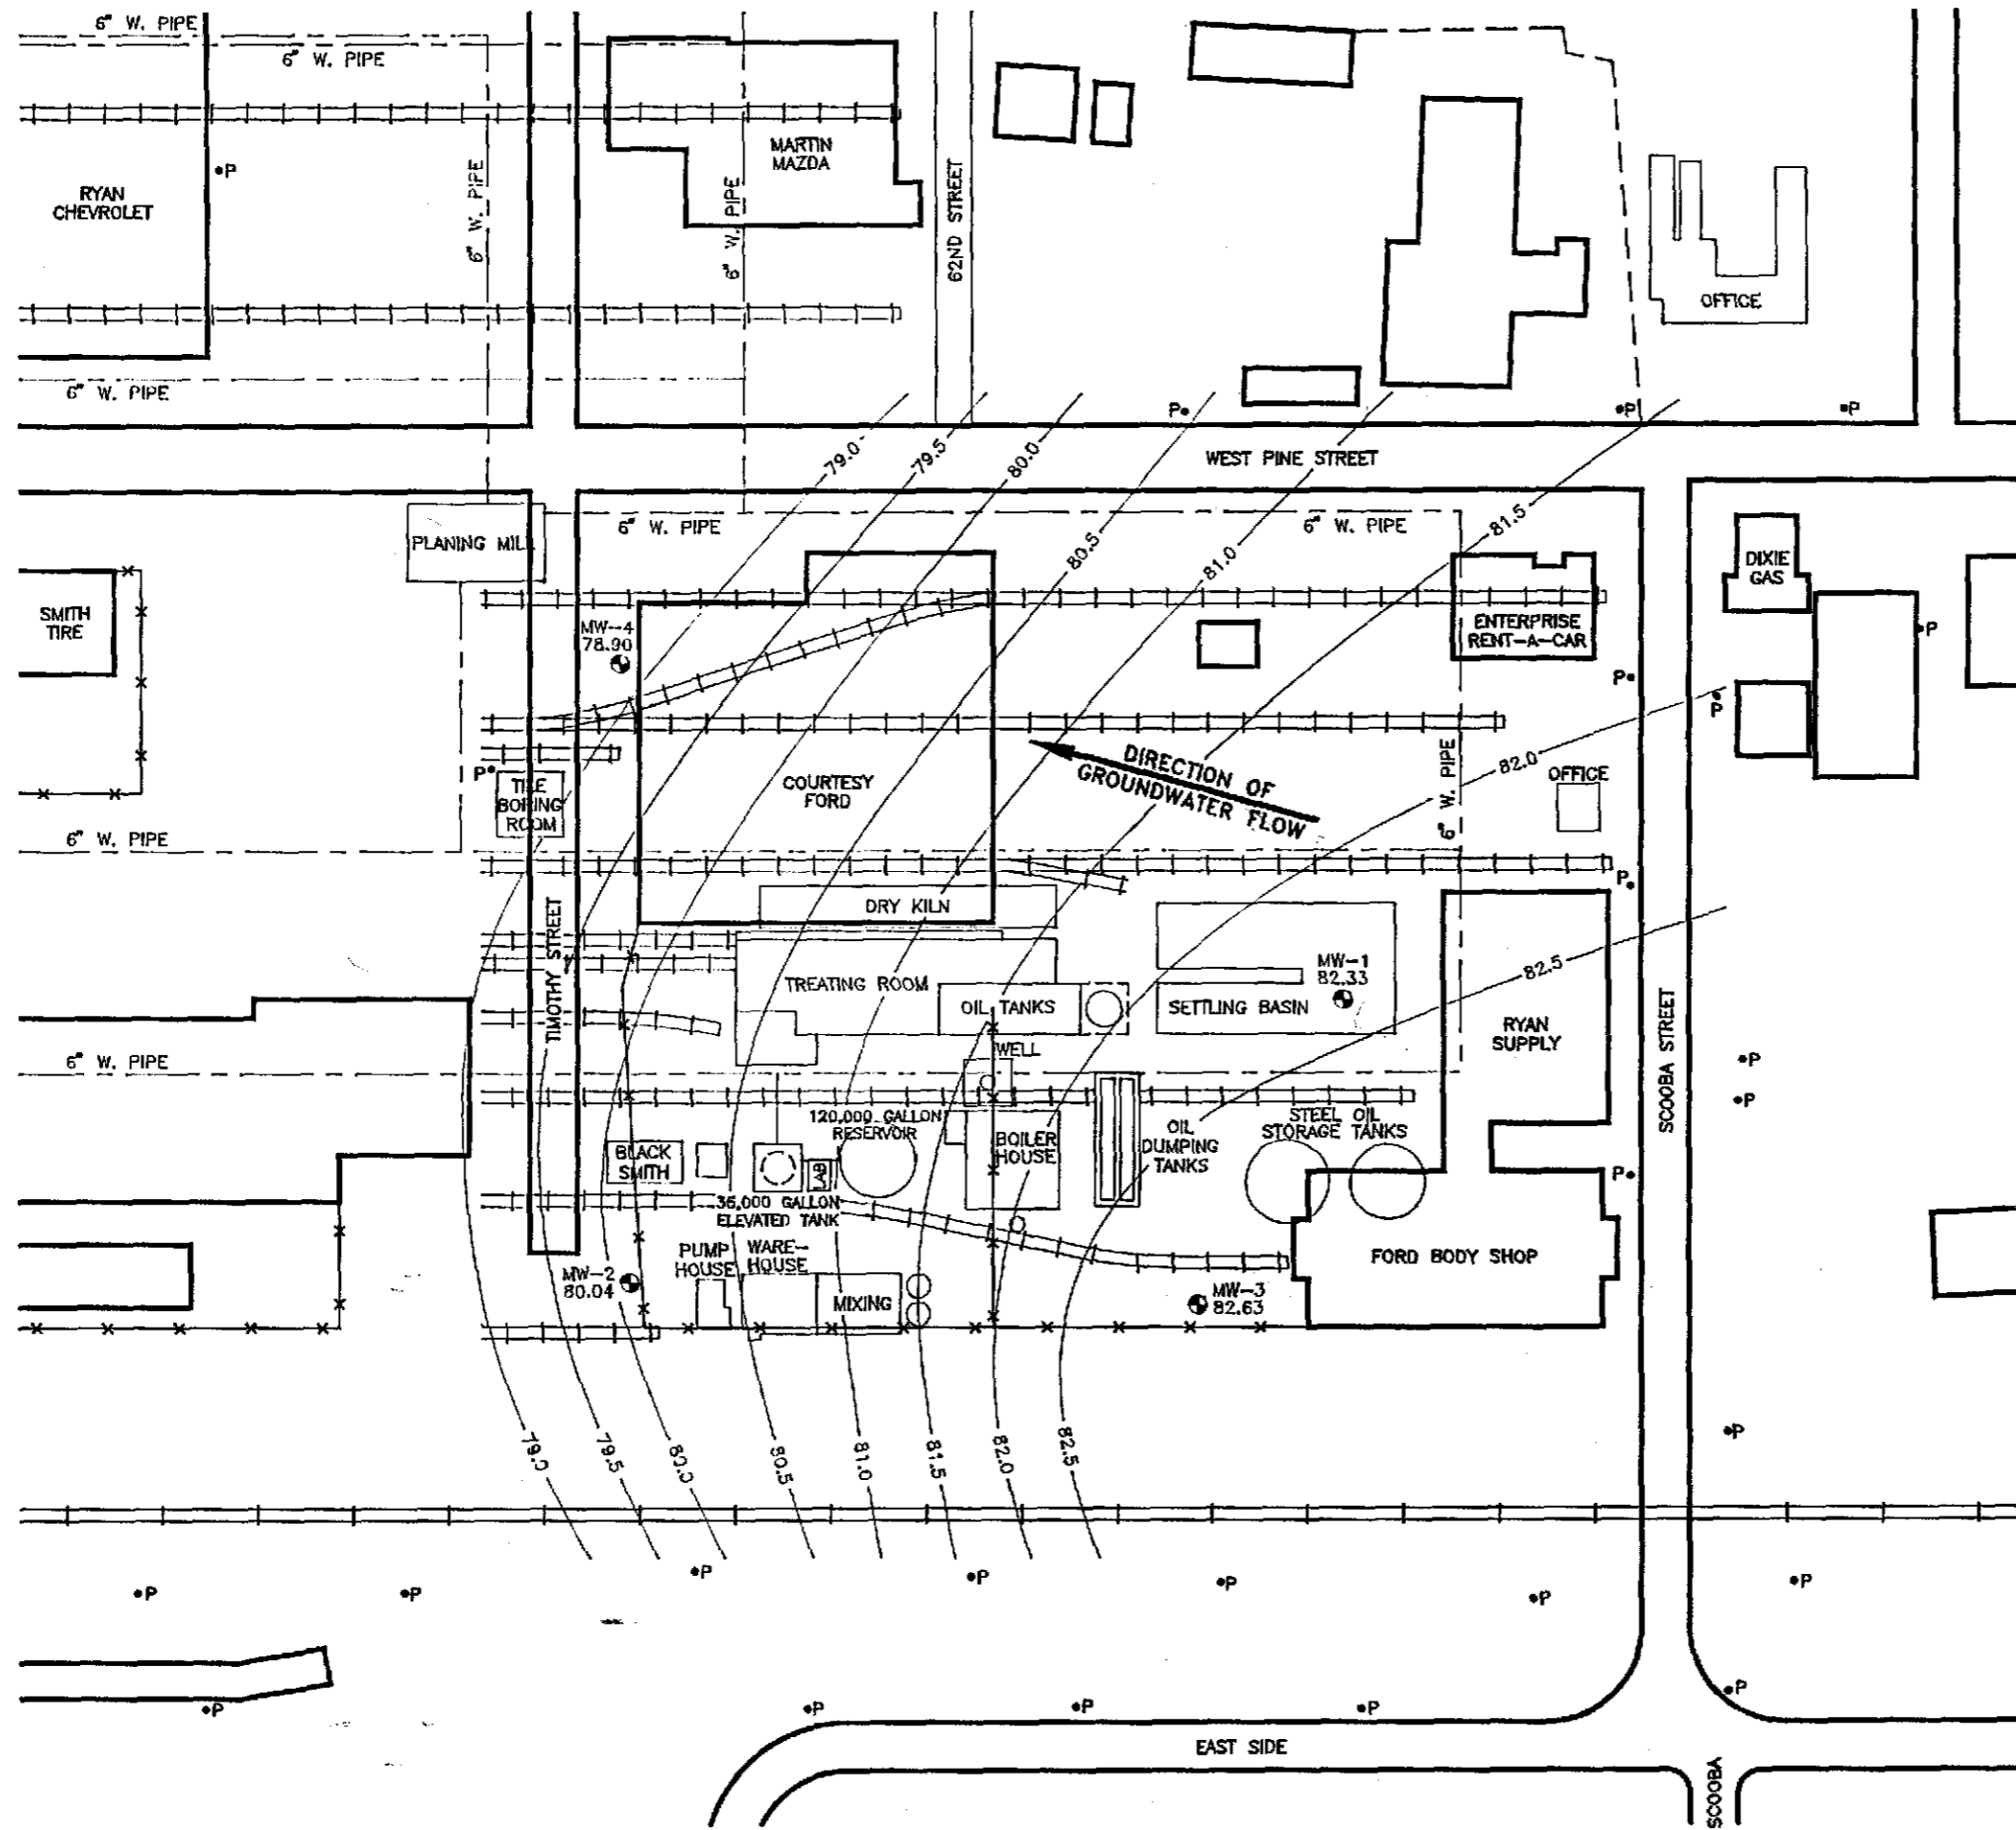 6" W. PIPE
6" W. PIPE
MARTIN
MAZDA
•P
RYAN
CHEVROLET
6" W. PIPE
6" W. PIPE
62ND STREET
OFFICE
6" W. PIPE
P•
•P
•P
79.0
79.5
80.0
WEST PINE STREET
6" W. PIPE
6" W. PIPE
81.5
PLANING MILL
80.5
81.0
DIXIE
GAS
SMITH
TIRE
MW-4
78.90
ENTERPRISE
RENT-A-CAR
P
P•
P
DIRECTION OF
GROUNDWATER FLOW
6" W. PIPE
82.0
OFFICE
P•
TIE
BORING
ROOM
COURTESY
FORD
6" W. PIPE
P•
DRY KILN
TIMOTHY STREET
TREATING ROOM
OIL TANKS
MW-1
82.33
SETTLING BASIN
82.5
RYAN
SUPPLY
SCOOBA STREET
6" W. PIPE
WELL
•P
•P
120,000 GALLON
RESERVOIR
STEEL OIL
STORAGE TANKS
BLACK
SMITH
LAB
BOILER
HOUSE
OIL
DUMPING
TANKS
P•
36,000 GALLON
ELEVATED TANK
PUMP
HOUSE
WARE-
HOUSE
FORD BODY SHOP
MW-2
80.04
MIXING
MW-3
82.63
79.0
79.5
80.0
80.5
81.0
81.5
82.0
82.5
•P
•P
•P
•P
•P
•P
•P
•P
•P
•P
•P
•P
•P
EAST SIDE
SCOOBA